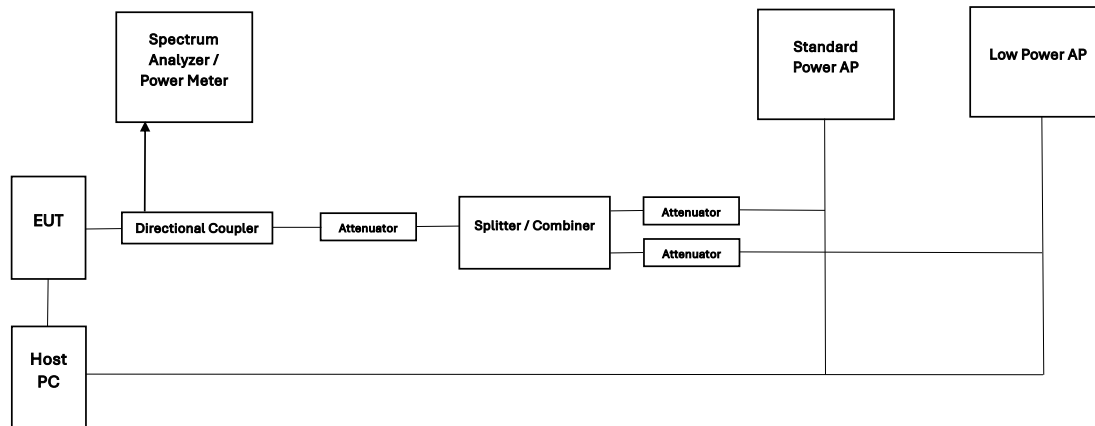 Spectrum
Analyzer /
Power Meter
Standard
Power AP
Low Power AP
EUT
Directional Coupler
Attenuator
Splitter / Combiner
Attenuator
Attenuator
Host
PC